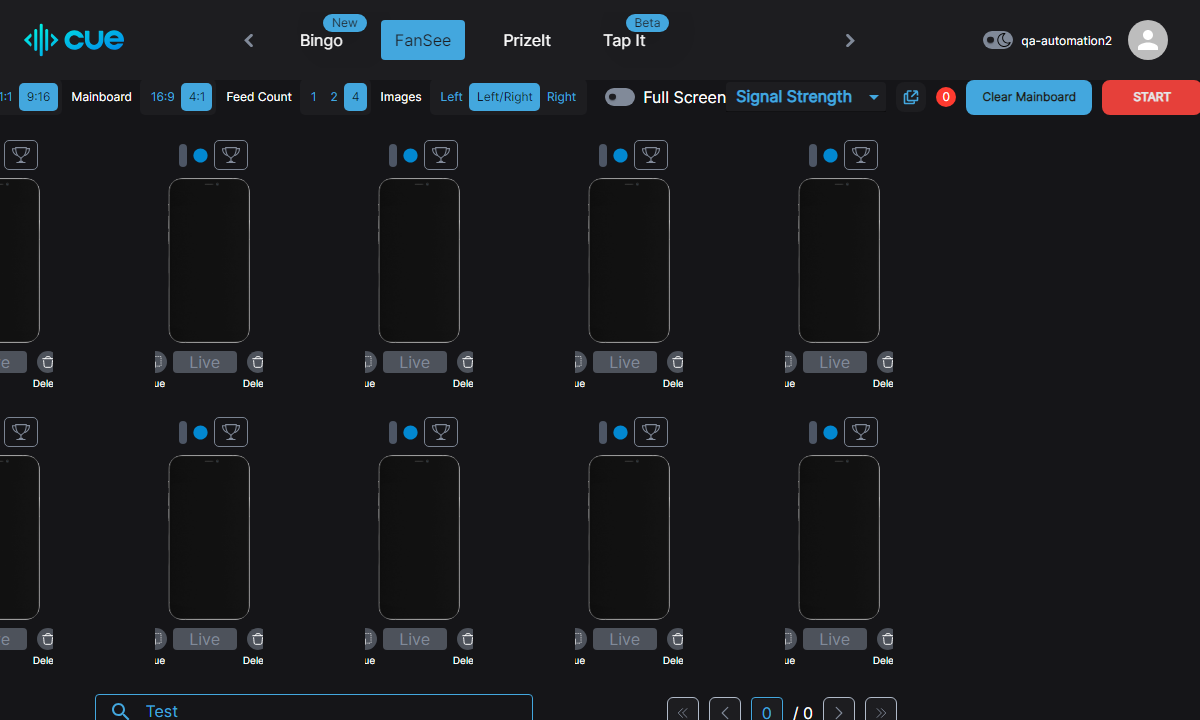 cue
Bingo
New
FanSee
PrizeIt
Tap It
Beta
qa-automation2
1:1 9:16 Mainboard 16:9 4:1 Feed Count 1 2 4 Images Left Left/Right Right Full Screen Signal Strength 0 Clear Mainboard START
e Live Live Live Live
Dele ue Dele ue Dele ue Dele ue Dele
e Live Live Live Live
Dele ue Dele ue Dele ue Dele ue Dele
Test « < 0 / 0 > »